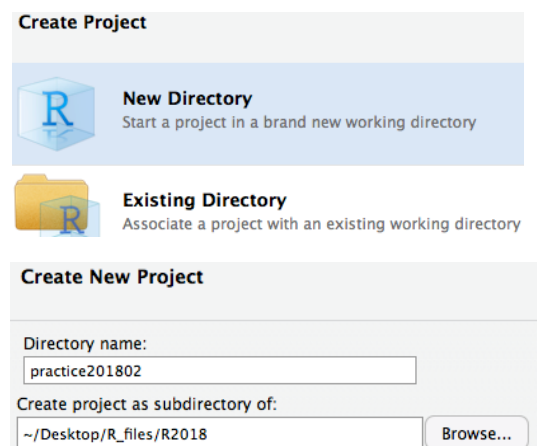 Create Project
R
New Directory
Start a project in a brand new working directory
R
Existing Directory
Associate a project with an existing working directory
Create New Project
Directory name:
practice201802
Create project as subdirectory of:
~/Desktop/R_files/R2018
Browse...